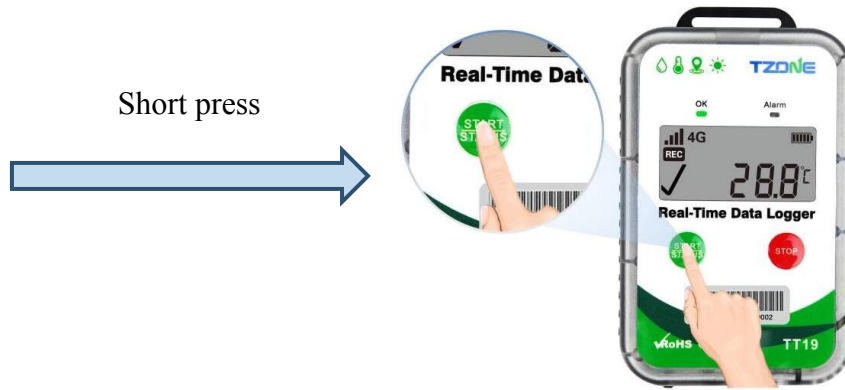 Short press
Real-Time Dat
START
STATUS
TZONE
OK
Alarm
4G
REC
28.8℃
Real-Time Data Logger
START
STATUS
STOP
RoHS
TT19